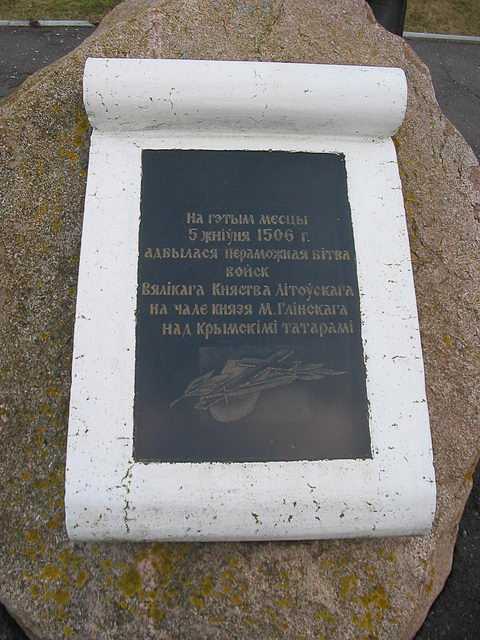 На гэтым месцы
5 жніўня 1506 г.
адбылася пераможная бітва
войск
Вялікага Княства Літоўскага
на чале князя М.Глінскага
над Крымскімі татарамі